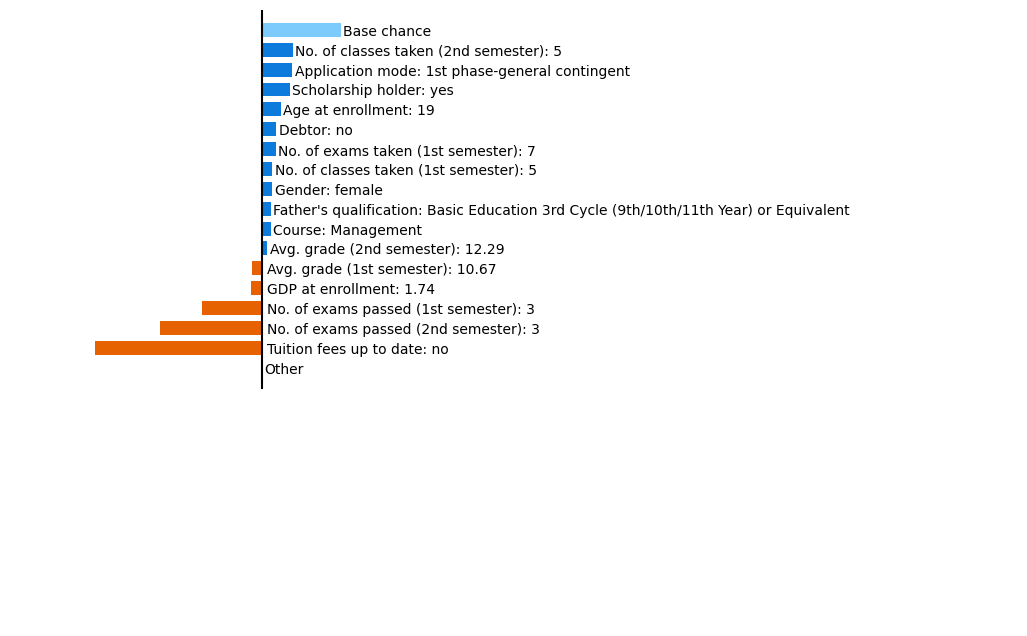 Base chance
No. of classes taken (2nd semester): 5
Application mode: 1st phase-general contingent
Scholarship holder: yes
Age at enrollment: 19
Debtor: no
No. of exams taken (1st semester): 7
No. of classes taken (1st semester): 5
Gender: female
Father's qualification: Basic Education 3rd Cycle (9th/10th/11th Year) or Equivalent
Course: Management
Avg. grade (2nd semester): 12.29
Avg. grade (1st semester): 10.67
GDP at enrollment: 1.74
No. of exams passed (1st semester): 3
No. of exams passed (2nd semester): 3
Tuition fees up to date: no
Other